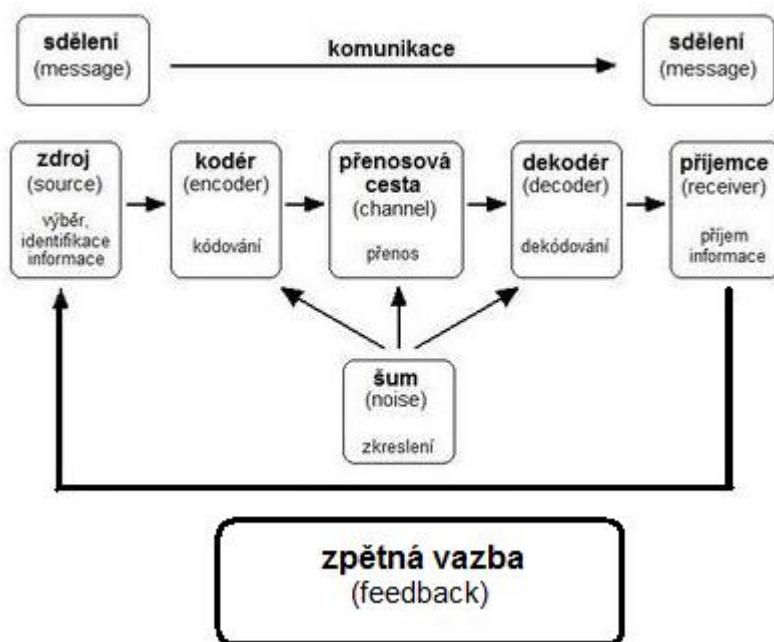 sdělení
(message)
komunikace
sdělení
(message)
zdroj
(source)
výběr,
identifikace
informace
kodér
(encoder)
kódování
přenosová
cesta
(channel)
přenos
dekodér
(decoder)
dekódování
příjemce
(receiver)
příjem
informace
šum
(noise)
zkreslení
zpětná vazba
(feedback)